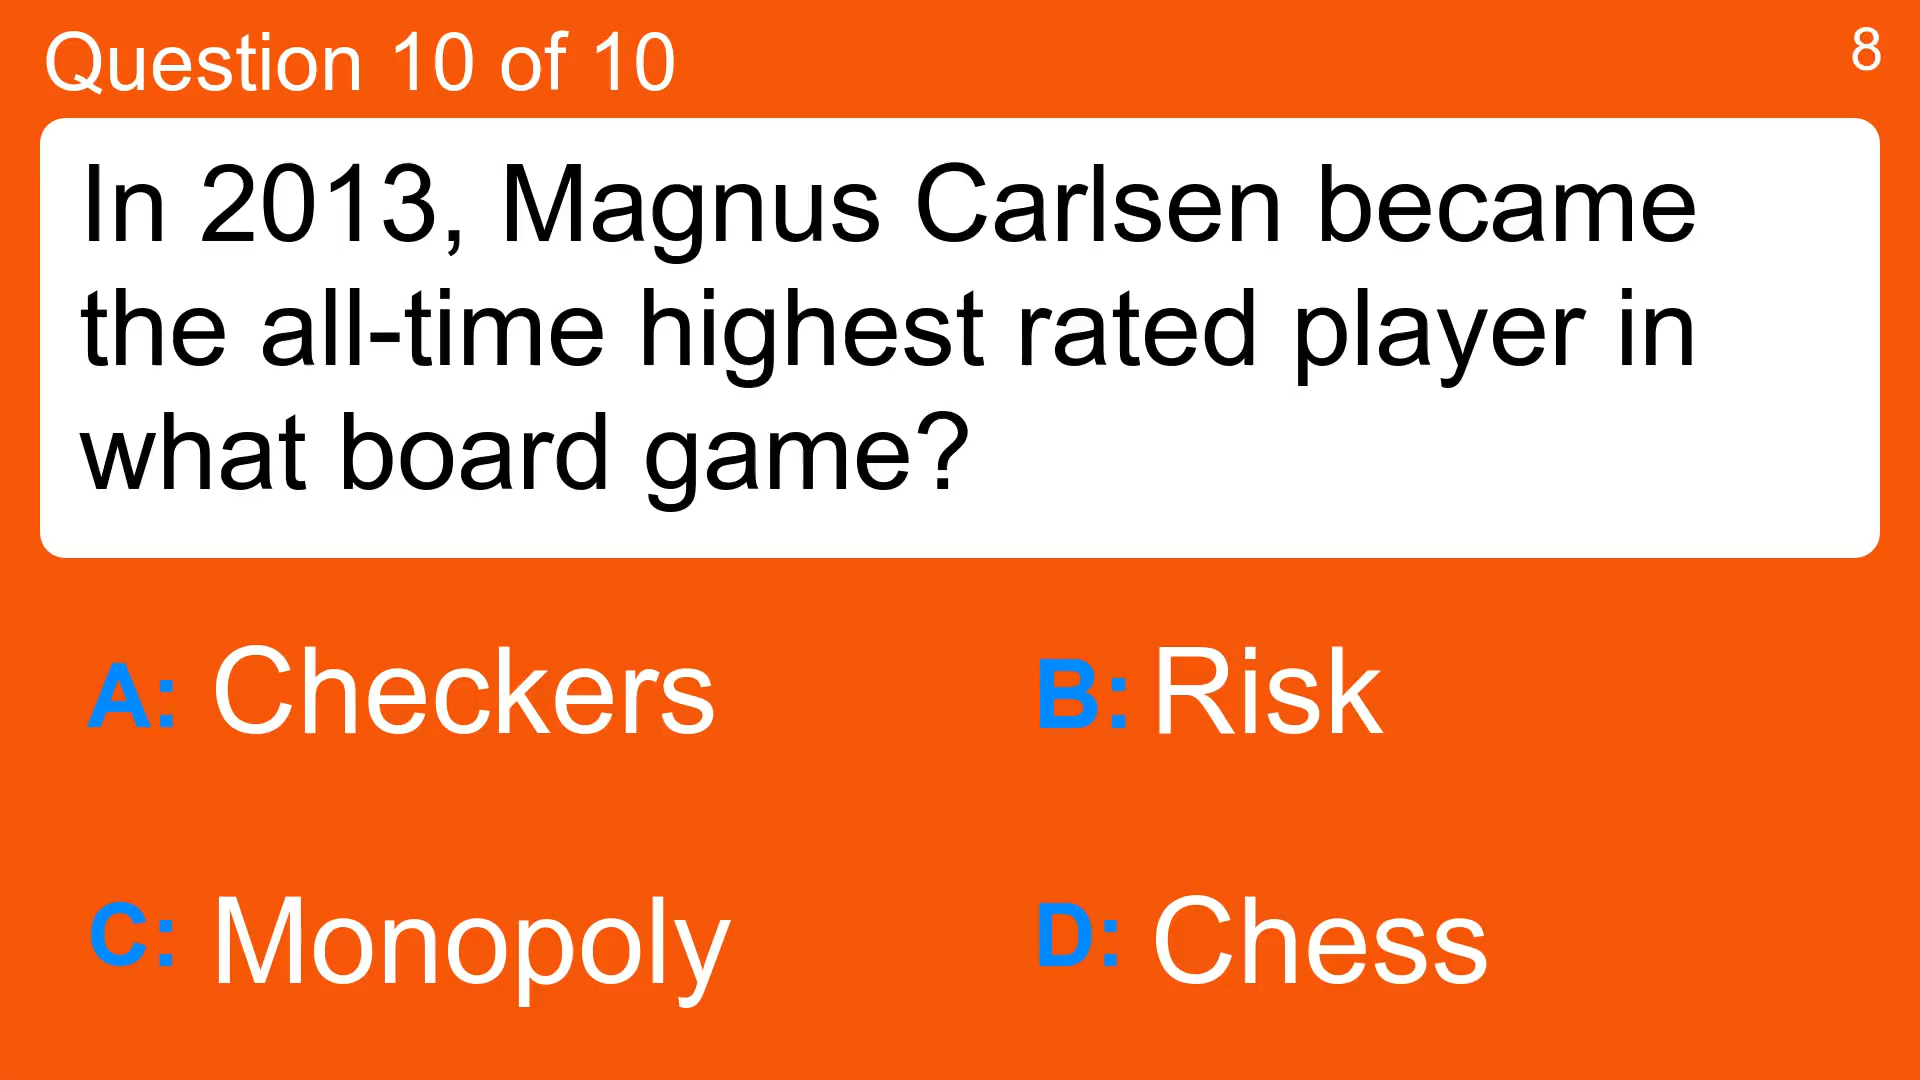 Question 10 of 10
8
In 2013, Magnus Carlsen became
the all-time highest rated player in
what board game?
A: Checkers
B: Risk
C: Monopoly
D: Chess